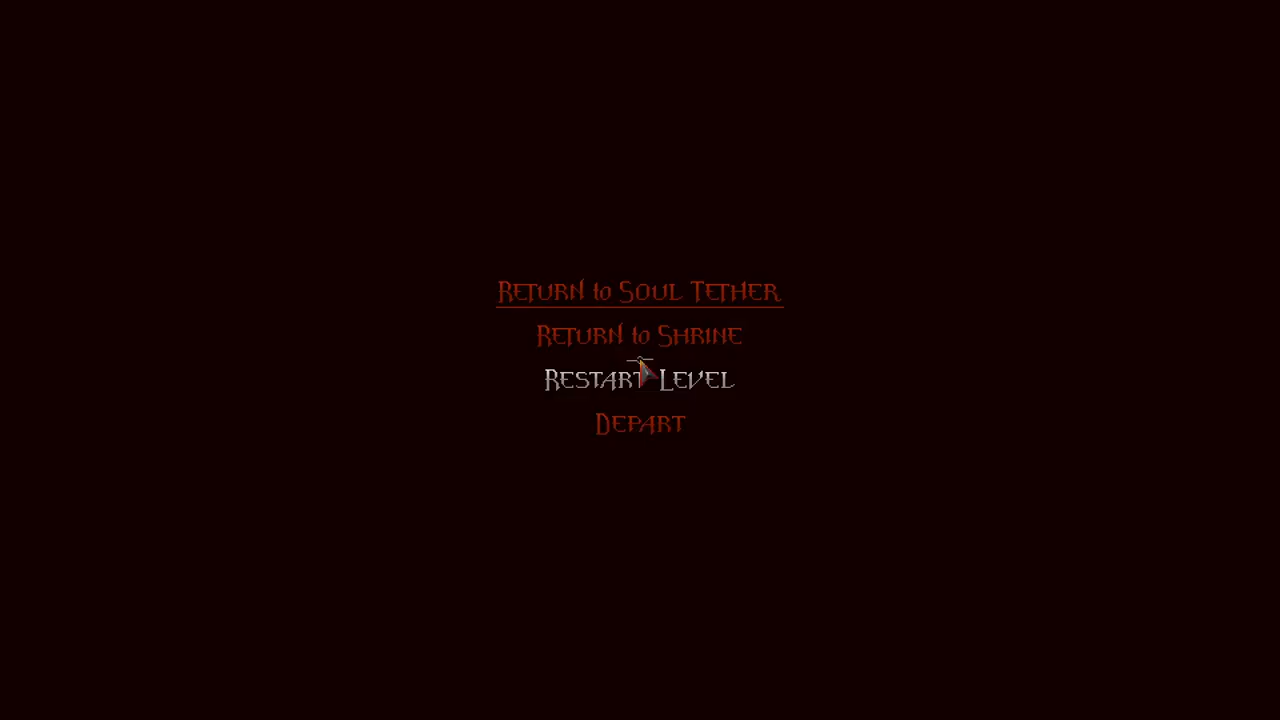 Return to Soul Tether
Return to Shrine
Restart Level
Depart